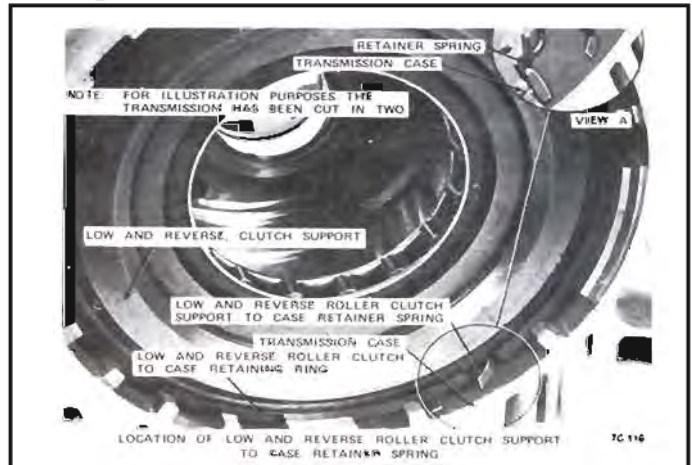 RETAINER SPRING
TRANSMISSION CASE
NOTE: FOR ILLUSTRATION PURPOSES THE
TRANSMISSION HAS BEEN CUT IN TWO
VIEW A
LOW AND REVERSE CLUTCH SUPPORT
LOW AND REVERSE ROLLER CLUTCH
SUPPORT TO CASE RETAINER SPRING
TRANSMISSION CASE
LOW AND REVERSE ROLLER CLUTCH
TO CASE RETAINING RING
LOCATION OF LOW AND REVERSE ROLLER CLUTCH SUPPORT
TO CASE RETAINER SPRING
7C 116